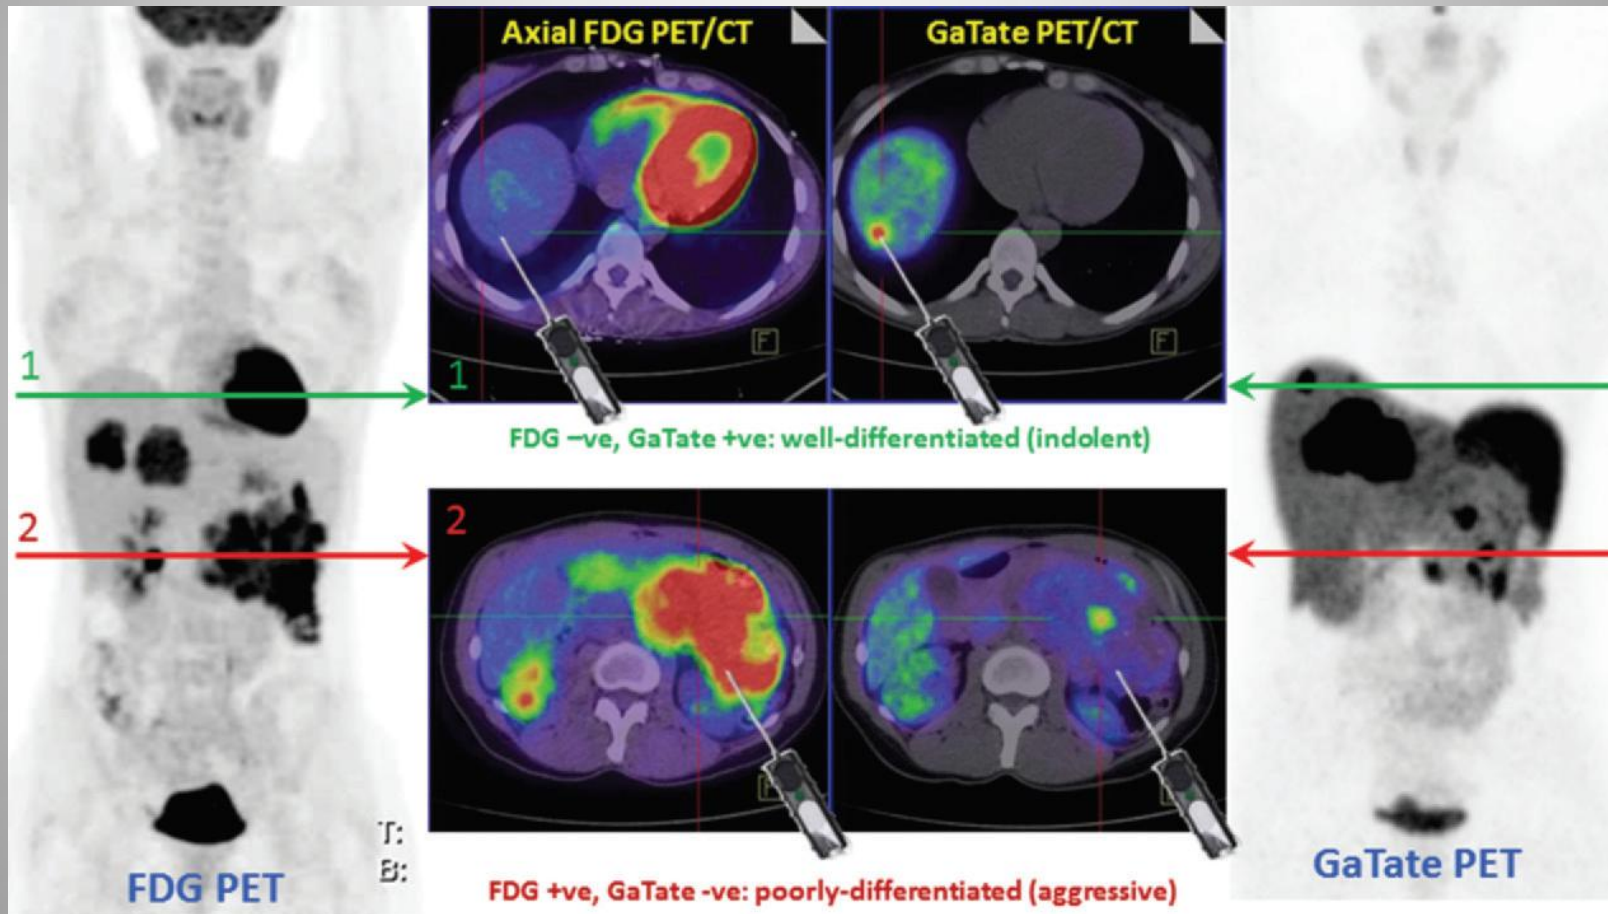 Axial FDG PET/CT
GaTate PET/CT
1
1
F
F
FDG –ve, GaTate +ve: well-differentiated (indolent)
2
2
F
T:
B:
FDG PET
GaTate PET
FDG +ve, GaTate -ve: poorly-differentiated (aggressive)